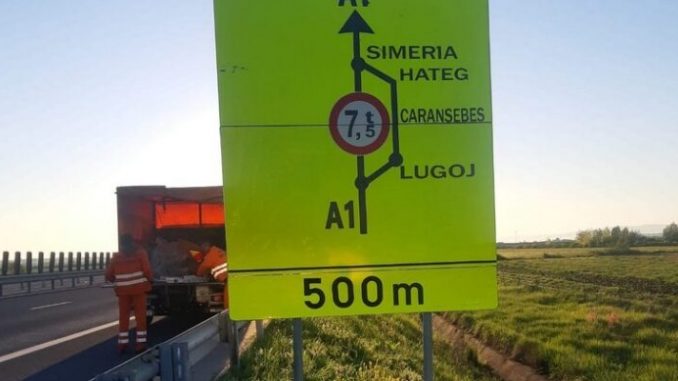 A1
SIMERIA
HATEG
CARANSEBES
7,5 t
LUGOJ
A1
500 m